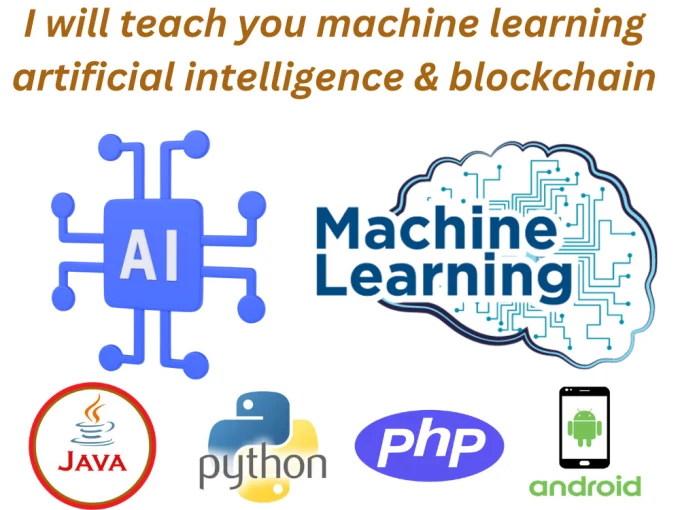 I will teach you machine learning
artificial intelligence & blockchain
AI
Machine
Learning
JAVA
python
php
android